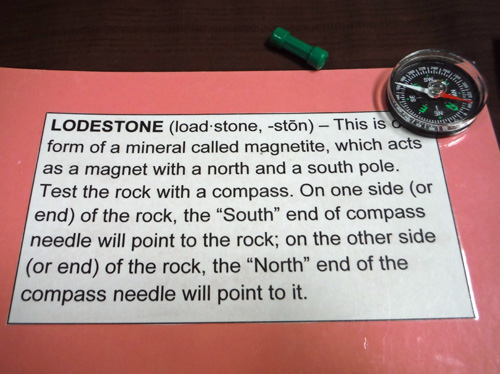 LODESTONE (load·stone, -stōn) – This is
form of a mineral called magnetite, which acts
as a magnet with a north and a south pole.
Test the rock with a compass. On one side (or
end) of the rock, the “South” end of compass
needle will point to the rock; on the other side
(or end) of the rock, the “North” end of the
compass needle will point to it.